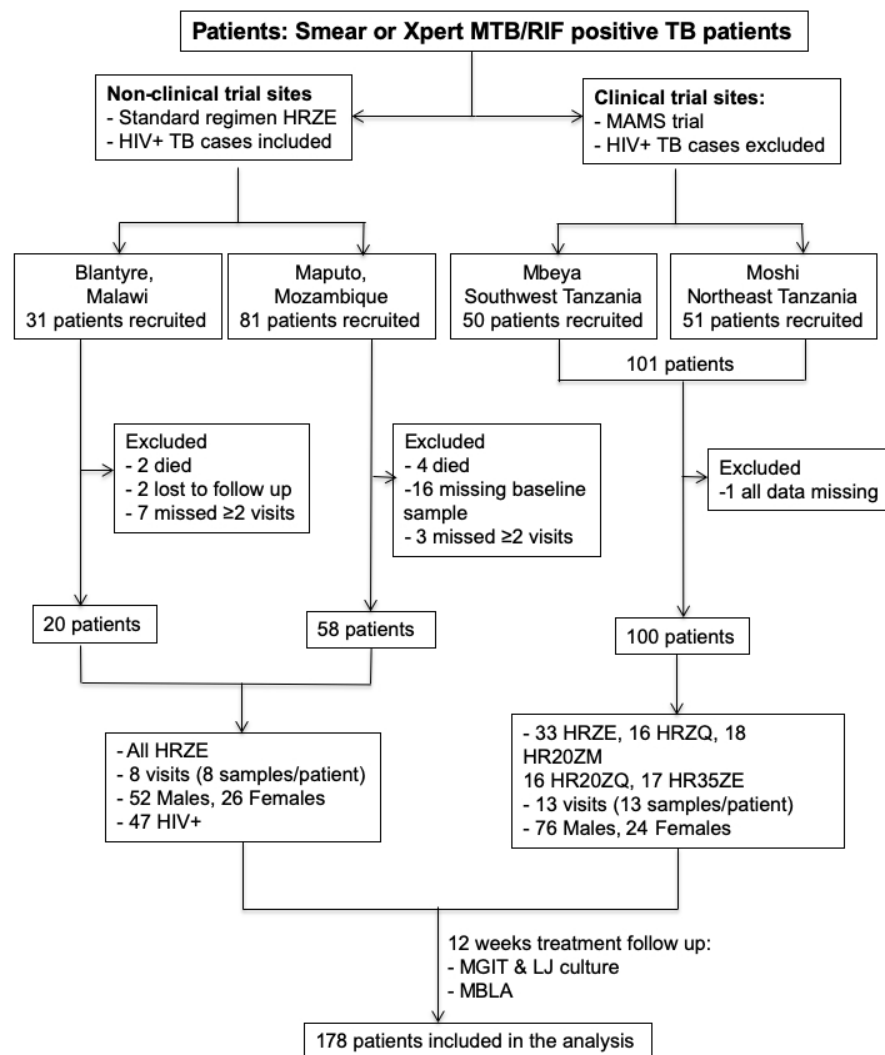 Patients: Smear or Xpert MTB/RIF positive TB patients
Non-clinical trial sites
- Standard regimen HRZE
- HIV+ TB cases included
Clinical trial sites:
- MAMS trial
- HIV+ TB cases excluded
Blantyre,
Malawi
31 patients recruited
Maputo,
Mozambique
81 patients recruited
Mbeya
Southwest Tanzania
50 patients recruited
Moshi
Northeast Tanzania
51 patients recruited
101 patients
Excluded
- 2 died
- 2 lost to follow up
- 7 missed ≥2 visits
Excluded
- 4 died
-16 missing baseline
sample
- 3 missed ≥2 visits
Excluded
-1 all data missing
20 patients
58 patients
100 patients
-All HRZE
- 8 visits (8 samples/patient)
- 52 Males, 26 Females
- 47 HIV+
- 33 HRZE, 16 HRZQ, 18
HR20ZM
16 HR20ZQ, 17 HR35ZE
- 13 visits (13 samples/patient)
- 76 Males, 24 Females
12 weeks treatment follow up:
- MGIT & LJ culture
- MBLA
178 patients included in the analysis